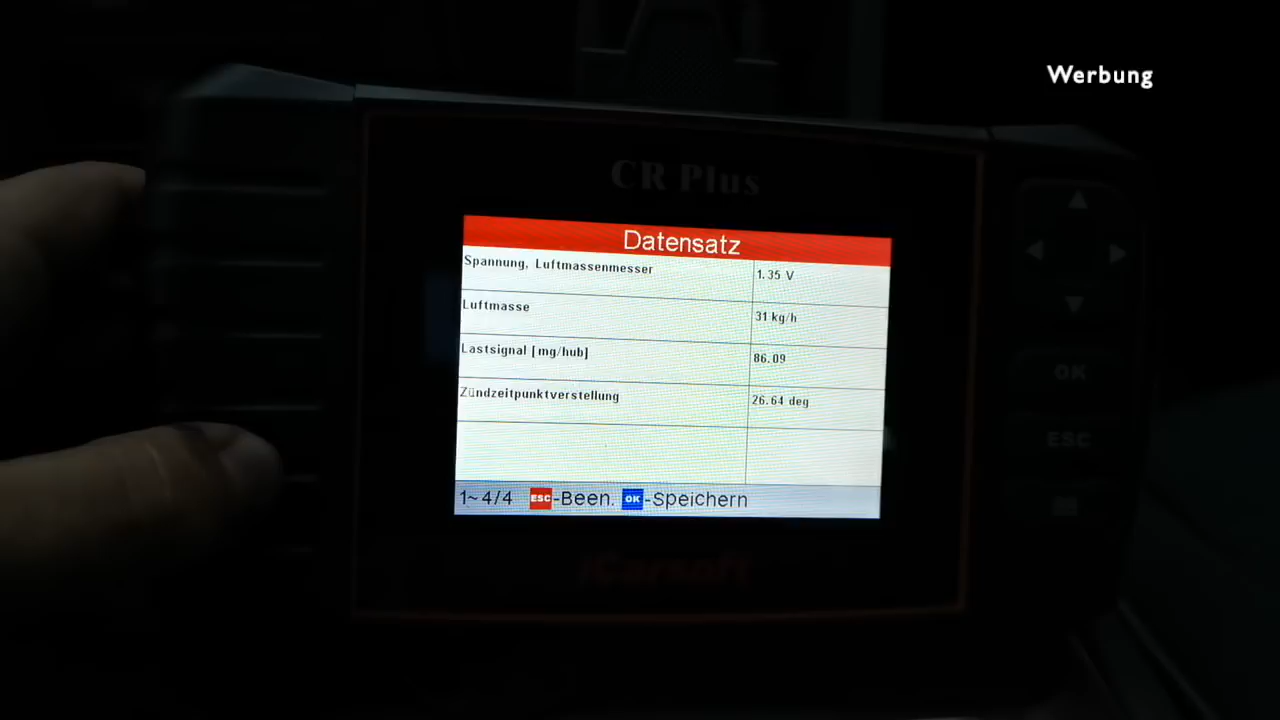 Werbung
CR Plus
Datensatz
Spannung, Luftmassenmesser 1.35 V
Luftmasse 31 kg/h
Lastsignal [mg/hub] 86.09
Zündzeitpunktverstellung 26.64 deg
1~4/4 ESC-Been. OK-Speichern
OK
ESC
iCarsoft